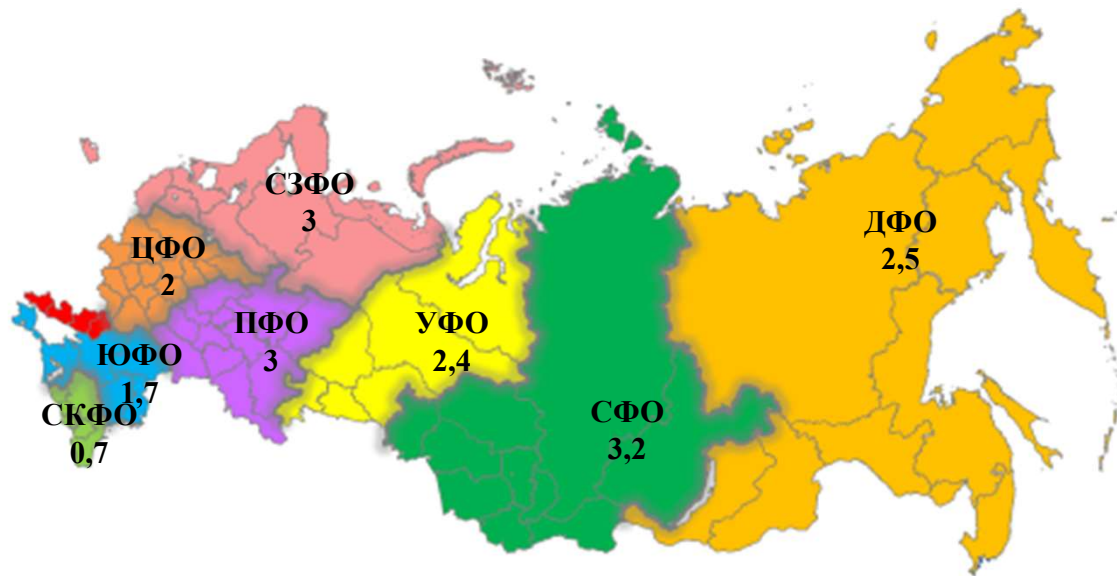 СЗФО
3
ЦФО
2
ДФО
2,5
ПФО
3
УФО
2,4
ЮФО
1,7
СКФО
0,7
СФО
3,2